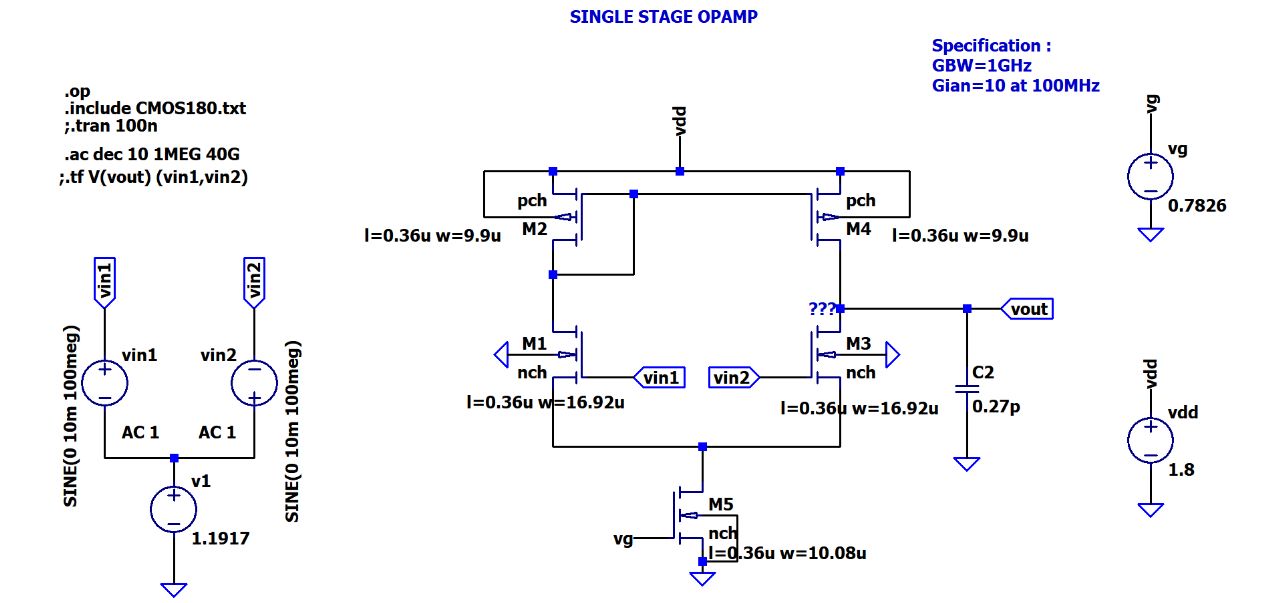 SINGLE STAGE OPAMP
Specification :
GBW=1GHz
Gian=10 at 100MHz
.op
.include CMOS180.txt
;.tran 100n
.ac dec 10 1MEG 40G
;.tf V(vout) (vin1,vin2)
vdd
vg
vg
0.7826
pch
M2
l=0.36u w=9.9u
pch
M4
l=0.36u w=9.9u
vin1
vin2
???
vout
M1
nch
l=0.36u w=16.92u
vin1
vin2
M3
nch
l=0.36u w=16.92u
C2
0.27p
vdd
vdd
1.8
vin1
vin2
SINE(0 10m 100meg)
SINE(0 10m 100meg)
AC 1
AC 1
v1
1.1917
vg
M5
nch
l=0.36u w=10.08u